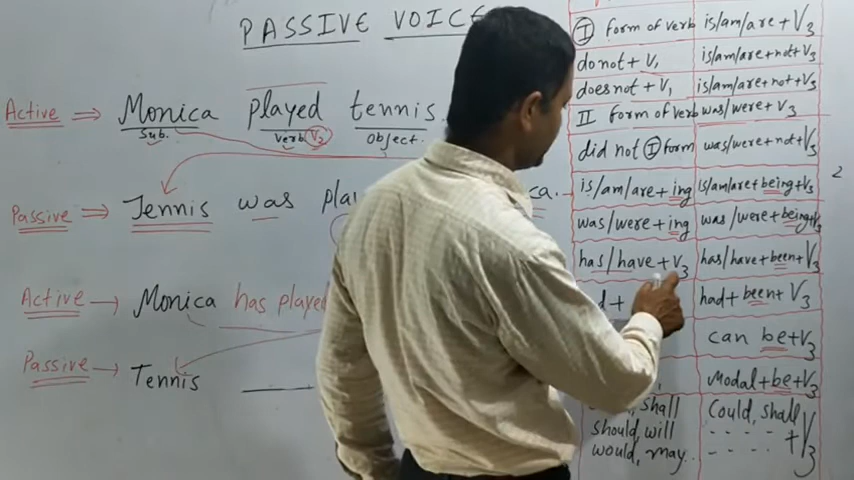 PASSIVE VOICE
Active ⇒ Monica played tennis
Sub. verb V3 object.
Passive ⇒ Tennis was
Active → Monica has played
Passive → Tennis
I form of verb is/am/are + V3
do not + V1 is/am/are + not + V3
does not + V1 is/am/are + not + V3
II form of verb was/were + V3
did not I form was/were + not + V3
is/am/are + ing is/am/are + being + V3
was/were + ing was/were + being + V3
has/have + V3 has/have + been + V3
had + been + V3
can be + V3
Modal + be + V3
shall Could, shall
should, will - - - - - + V3
would, may.. - - - - -
2